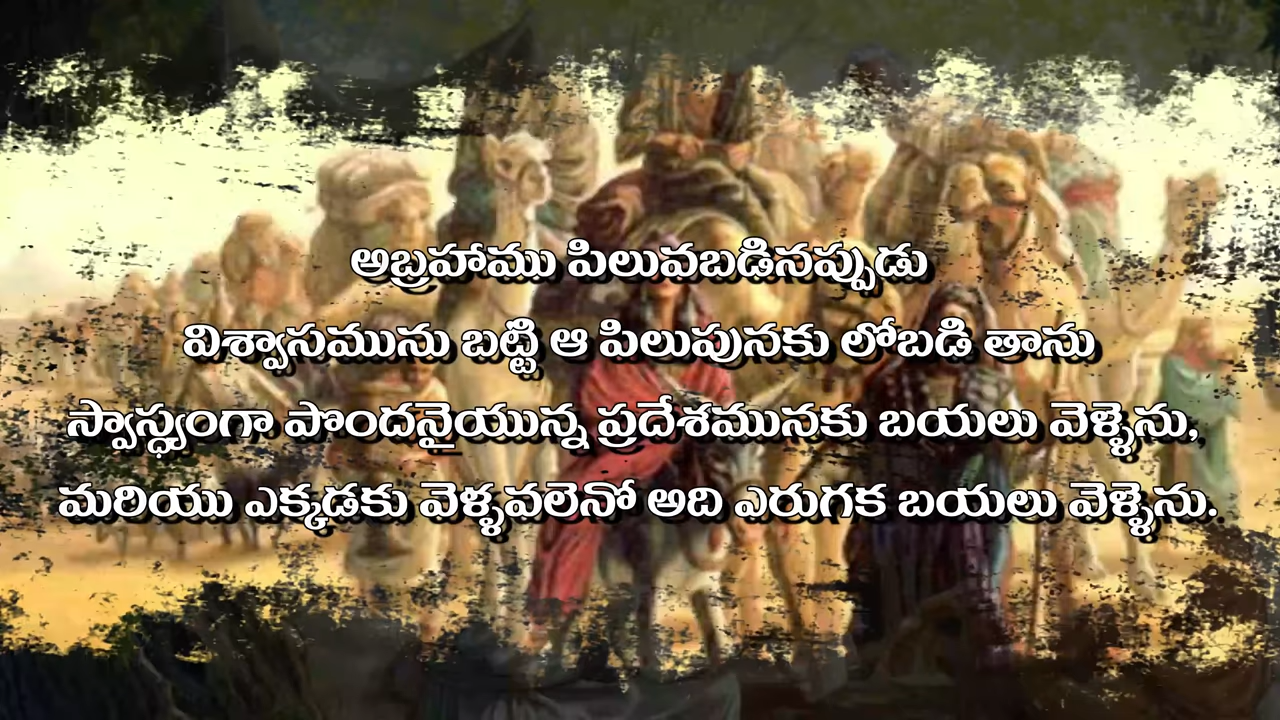 అబ్రహాము పిలువబడినప్పుడు
విశ్వాసమును బట్టి ఆ పిలుపునకు లోబడి తాను
స్వాస్థ్యంగా పొందనైయున్న ప్రదేశమునకు బయలు వెళ్ళెను,
మరియు ఎక్కడకు వెళ్ళవలెనో అది ఎరుగక బయలు వెళ్ళెను.